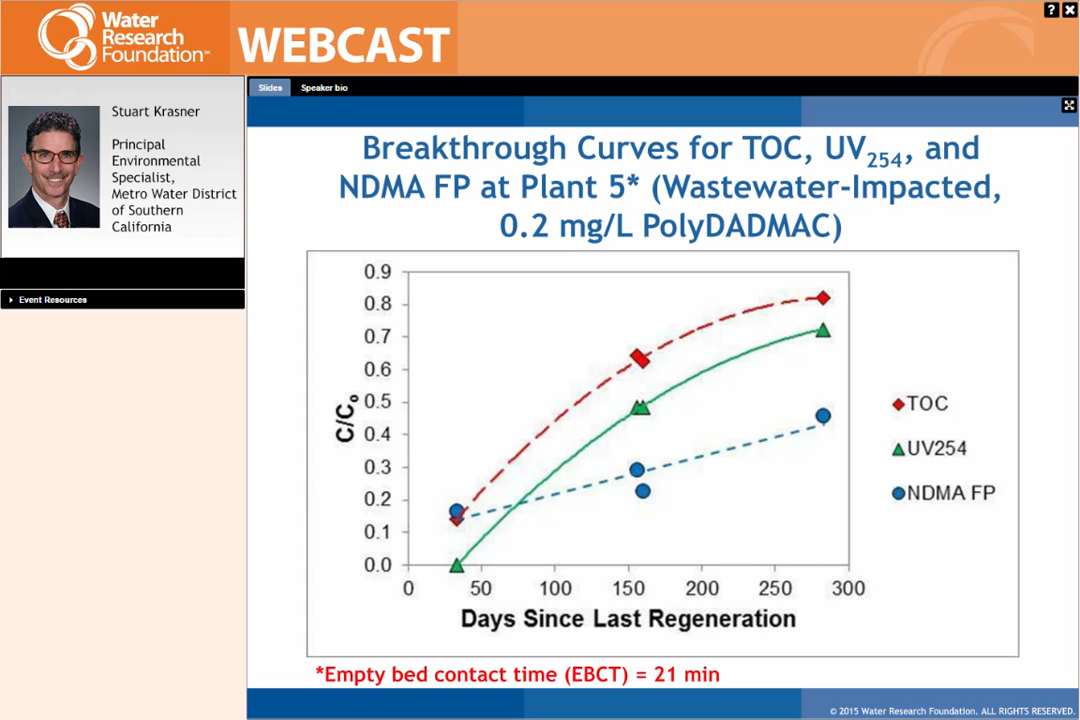 Water
Research
Foundation™
WEBCAST
? X
Stuart Krasner
Principal
Environmental
Specialist,
Metro Water District
of Southern
California
Event Resources
Slides Speaker bio
Breakthrough Curves for TOC, UV254, and
NDMA FP at Plant 5* (Wastewater-Impacted,
0.2 mg/L PolyDADMAC)
C/Co
0.9
0.8
0.7
0.6
0.5
0.4
0.3
0.2
0.1
0.0
0 50 100 150 200 250 300
Days Since Last Regeneration
TOC
UV254
NDMA FP
*Empty bed contact time (EBCT) = 21 min
© 2015 Water Research Foundation. ALL RIGHTS RESERVED.